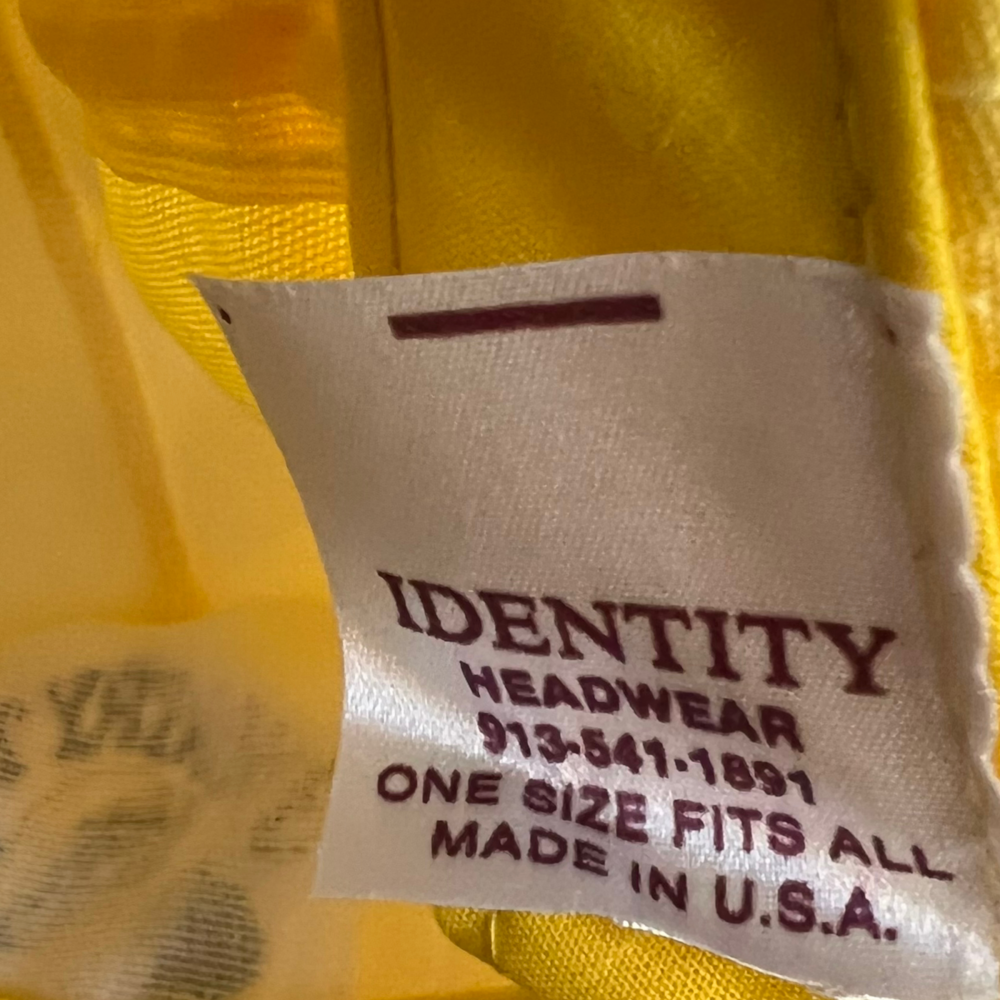 IDENTITY
HEADWEAR
913-541-1891
ONE SIZE FITS ALL
MADE IN U.S.A.